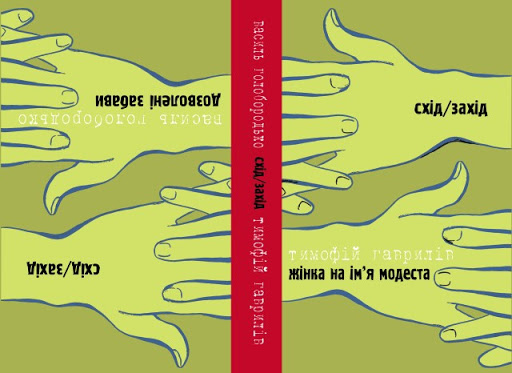 василь голобородько
дозволені забави
схід/захід
василь голобородько схід/захід тимофій гаврилів
схід/захід
тимофій гаврилів
жінка на ім'я модеста